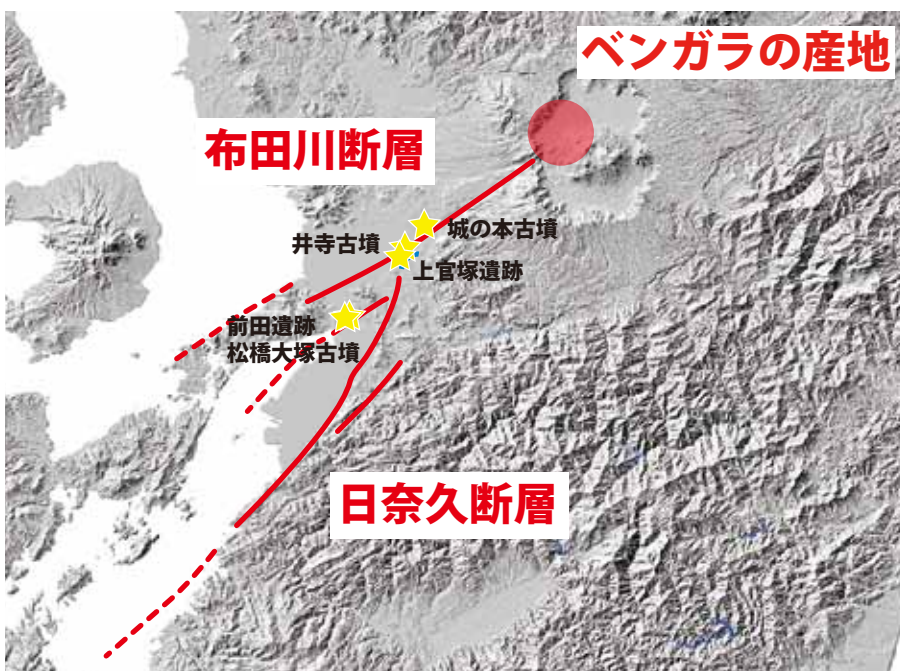 ベンガラの産地
布田川断層
城の本古墳
井寺古墳
上官塚遺跡
前田遺跡
松橋大塚古墳
日奈久断層